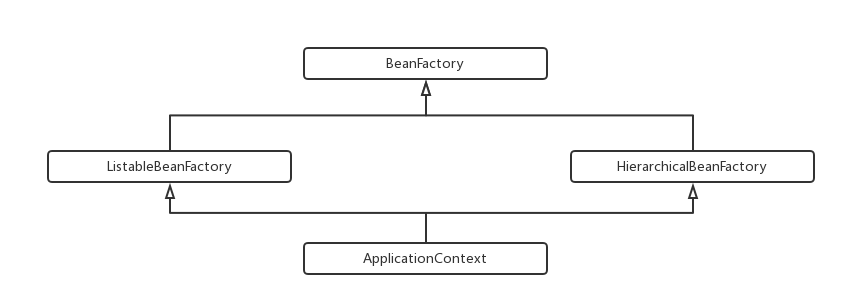 BeanFactory
ListableBeanFactory
HierarchicalBeanFactory
ApplicationContext